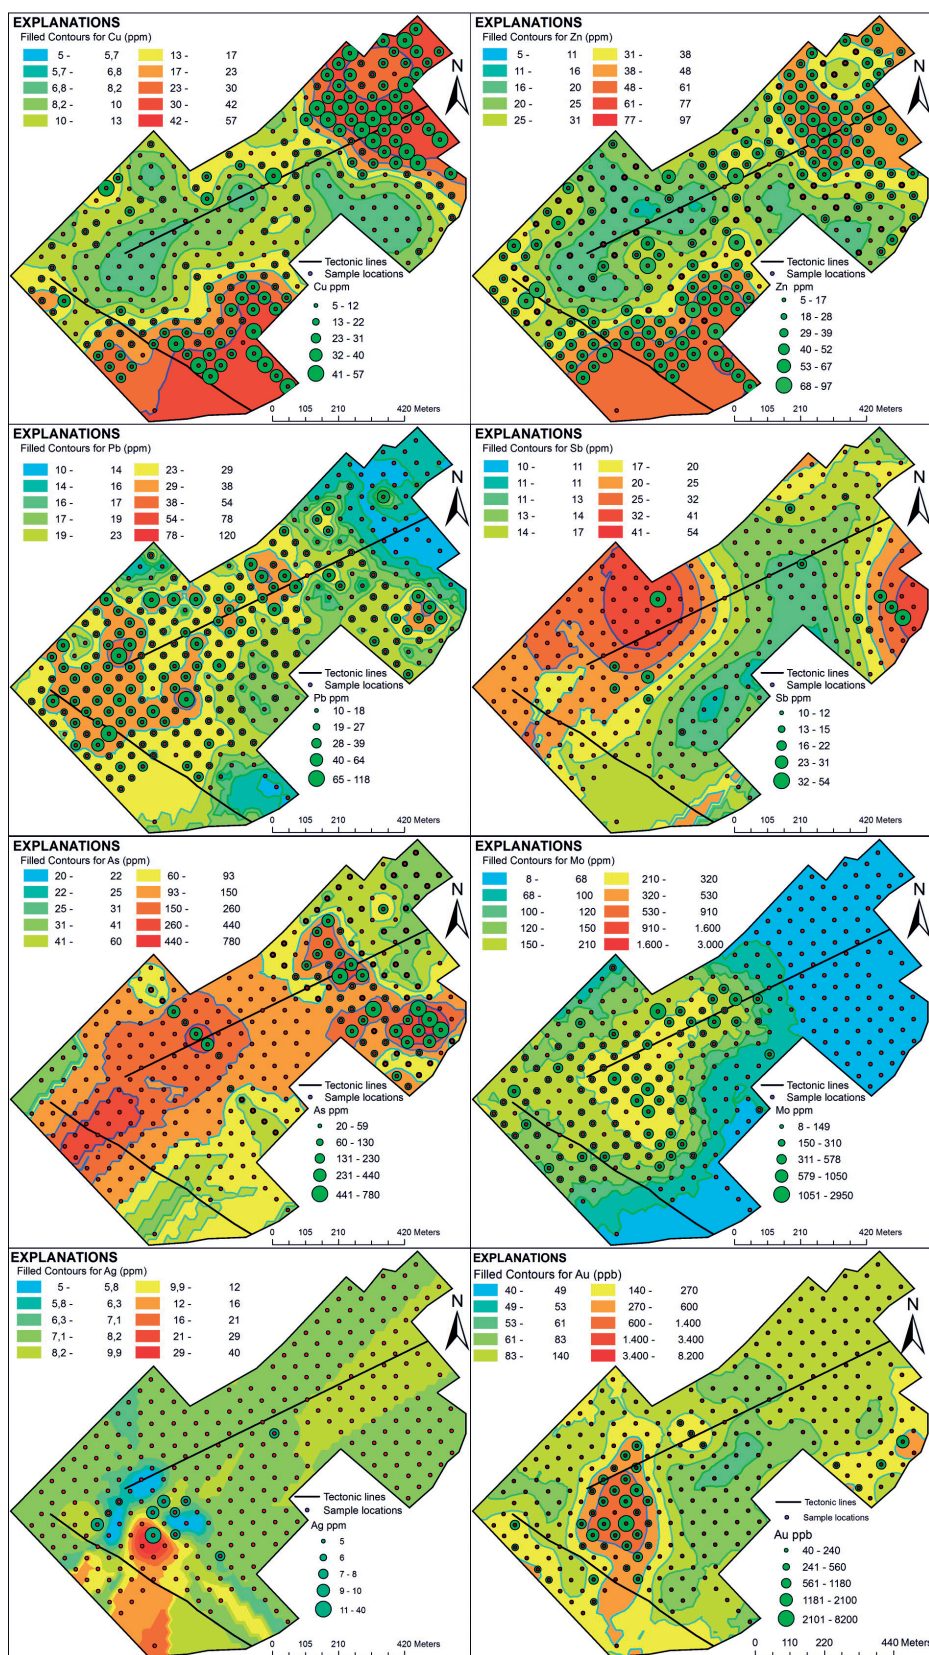 EXPLANATIONS
Filled Contours for Cu (ppm)
5 - 5,7 13 - 17
5,7 - 6,8 17 - 23
6,8 - 8,2 23 - 30
8,2 - 10 30 - 42
10 - 13 42 - 57
N
Tectonic lines
Sample locations
Cu ppm
5 - 12
13 - 22
23 - 31
32 - 40
41 - 57
0 105 210 420 Meters
EXPLANATIONS
Filled Contours for Zn (ppm)
5 - 11 31 - 38
11 - 16 38 - 48
16 - 20 48 - 61
20 - 25 61 - 77
25 - 31 77 - 97
N
Tectonic lines
Sample locations
Zn ppm
5 - 17
18 - 28
29 - 39
40 - 52
53 - 67
68 - 97
0 105 210 420 Meters
EXPLANATIONS
Filled Contours for Pb (ppm)
10 - 14 23 - 29
14 - 16 29 - 38
16 - 17 38 - 54
17 - 19 54 - 78
19 - 23 78 - 120
N
Tectonic lines
Sample locations
Pb ppm
10 - 18
19 - 27
28 - 39
40 - 64
65 - 118
0 105 210 420 Meters
EXPLANATIONS
Filled Contours for Sb (ppm)
10 - 11 17 - 20
11 - 11 20 - 25
11 - 13 25 - 32
13 - 14 32 - 41
14 - 17 41 - 54
N
Tectonic lines
Sample locations
Sb ppm
10 - 12
13 - 15
16 - 22
23 - 31
32 - 54
0 105 210 420 Meters
EXPLANATIONS
Filled Contours for As (ppm)
20 - 22 60 - 93
22 - 25 93 - 150
25 - 31 150 - 260
31 - 41 260 - 440
41 - 60 440 - 780
N
Tectonic lines
Sample locations
As ppm
20 - 59
60 - 130
131 - 230
231 - 440
441 - 780
0 105 210 420 Meters
EXPLANATIONS
Filled Contours for Mo (ppm)
8 - 68 210 - 320
68 - 100 320 - 530
100 - 120 530 - 910
120 - 150 910 - 1.600
150 - 210 1.600 - 3.000
N
Tectonic lines
Sample locations
Mo ppm
8 - 149
150 - 310
311 - 578
579 - 1050
1051 - 2950
0 105 210 420 Meters
EXPLANATIONS
Filled Contours for Ag (ppm)
5 - 5,8 9,9 - 12
5,8 - 6,3 12 - 16
6,3 - 7,1 16 - 21
7,1 - 8,2 21 - 29
8,2 - 9,9 29 - 40
N
Tectonic lines
Sample locations
Ag ppm
5
6
7 - 8
9 - 10
11 - 40
0 105 210 420 Meters
EXPLANATIONS
Filled Contours for Au (ppb)
40 - 49 140 - 270
49 - 53 270 - 600
53 - 61 600 - 1.400
61 - 83 1.400 - 3.400
83 - 140 3.400 - 8.200
N
Tectonic lines
Sample locations
Au ppb
40 - 240
241 - 560
561 - 1180
1181 - 2100
2101 - 8200
0 110 220 440 Meters